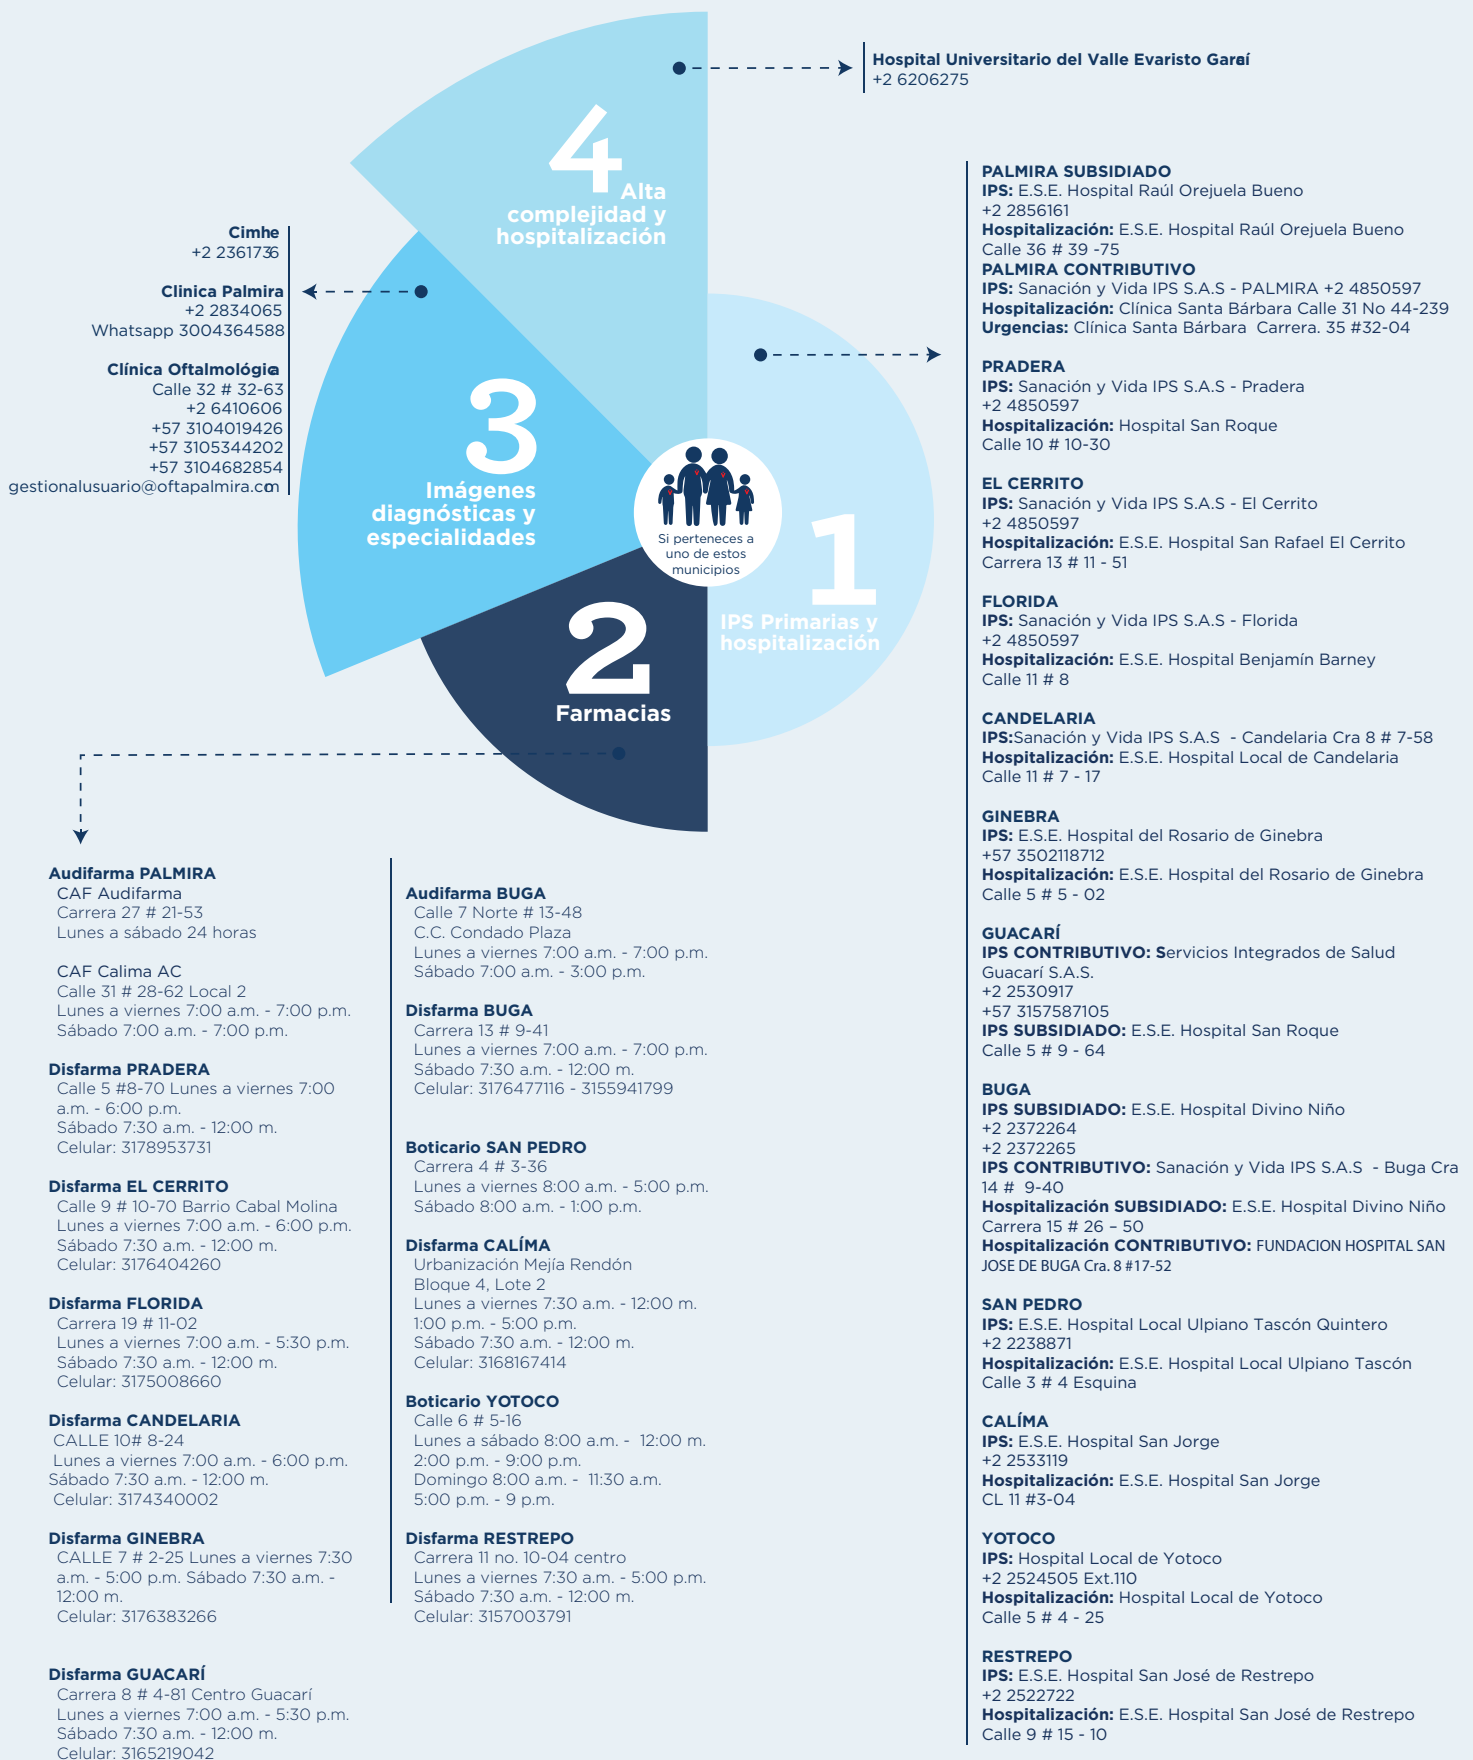 Hospital Universitario del Valle Evaristo García
+2 6206275
4
Alta
complejidad y
hospitalización
Cimhe
+2 2361736
Clinica Palmira
+2 2834065
Whatsapp 3004364588
Clínica Oftalmológica
Calle 32 # 32-63
+2 6410606
+57 3104019426
+57 3105344202
+57 3104682854
gestionalusuario@oftapalmira.com
3
Imágenes
diagnósticas y
especialidades
Si perteneces a
uno de estos
municipios
1
IPS Primarias y
hospitalización
2
Farmacias
PALMIRA SUBSIDIADO
IPS: E.S.E. Hospital Raúl Orejuela Bueno
+2 2856161
Hospitalización: E.S.E. Hospital Raúl Orejuela Bueno
Calle 36 # 39 -75
PALMIRA CONTRIBUTIVO
IPS: Sanación y Vida IPS S.A.S - PALMIRA +2 4850597
Hospitalización: Clínica Santa Bárbara Calle 31 No 44-239
Urgencias: Clínica Santa Bárbara  Carrera. 35 #32-04
PRADERA
IPS: Sanación y Vida IPS S.A.S - Pradera
+2 4850597
Hospitalización: Hospital San Roque
Calle 10 # 10-30
EL CERRITO
IPS: Sanación y Vida IPS S.A.S - El Cerrito
+2 4850597
Hospitalización: E.S.E. Hospital San Rafael El Cerrito
Carrera 13 # 11 - 51
FLORIDA
IPS: Sanación y Vida IPS S.A.S - Florida
+2 4850597
Hospitalización: E.S.E. Hospital Benjamín Barney
Calle 11 # 8
CANDELARIA
IPS:Sanación y Vida IPS S.A.S  - Candelaria Cra 8 # 7-58
Hospitalización: E.S.E. Hospital Local de Candelaria
Calle 11 # 7 - 17
GINEBRA
IPS: E.S.E. Hospital del Rosario de Ginebra
+57 3502118712
Hospitalización: E.S.E. Hospital del Rosario de Ginebra
Calle 5 # 5 - 02
GUACARÍ
IPS CONTRIBUTIVO: Servicios Integrados de Salud
Guacarí S.A.S.
+2 2530917
+57 3157587105
IPS SUBSIDIADO: E.S.E. Hospital San Roque
Calle 5 # 9 - 64
BUGA
IPS SUBSIDIADO: E.S.E. Hospital Divino Niño
+2 2372264
+2 2372265
IPS CONTRIBUTIVO: Sanación y Vida IPS S.A.S  - Buga Cra
14 #  9-40
Hospitalización SUBSIDIADO: E.S.E. Hospital Divino Niño
Carrera 15 # 26 – 50
Hospitalización CONTRIBUTIVO: FUNDACION HOSPITAL SAN
JOSE DE BUGA Cra. 8 #17-52
SAN PEDRO
IPS: E.S.E. Hospital Local Ulpiano Tascón Quintero
+2 2238871
Hospitalización: E.S.E. Hospital Local Ulpiano Tascón
Calle 3 # 4 Esquina
CALÍMA
IPS: E.S.E. Hospital San Jorge
+2 2533119
Hospitalización: E.S.E. Hospital San Jorge
CL 11 #3-04
YOTOCO
IPS: Hospital Local de Yotoco
+2 2524505 Ext.110
Hospitalización: Hospital Local de Yotoco
Calle 5 # 4 - 25
RESTREPO
IPS: E.S.E. Hospital San José de Restrepo
+2 2522722
Hospitalización: E.S.E. Hospital San José de Restrepo
Calle 9 # 15 - 10
Audifarma PALMIRA
CAF Audifarma
Carrera 27 # 21-53
Lunes a sábado 24 horas
CAF Calima AC
Calle 31 # 28-62 Local 2
Lunes a viernes 7:00 a.m. - 7:00 p.m.
Sábado 7:00 a.m. - 7:00 p.m.
Disfarma PRADERA
Calle 5 #8-70 Lunes a viernes 7:00
a.m. - 6:00 p.m.
Sábado 7:30 a.m. - 12:00 m.
Celular: 3178953731
Disfarma EL CERRITO
Calle 9 # 10-70 Barrio Cabal Molina
Lunes a viernes 7:00 a.m. - 6:00 p.m.
Sábado 7:30 a.m. - 12:00 m.
Celular: 3176404260
Disfarma FLORIDA
Carrera 19 # 11-02
Lunes a viernes 7:00 a.m. - 5:30 p.m.
Sábado 7:30 a.m. - 12:00 m.
Celular: 3175008660
Disfarma CANDELARIA
CALLE 10# 8-24
Lunes a viernes 7:00 a.m. - 6:00 p.m.
Sábado 7:30 a.m. - 12:00 m.
Celular: 3174340002
Disfarma GINEBRA
CALLE 7 # 2-25 Lunes a viernes 7:30
a.m. - 5:00 p.m. Sábado 7:30 a.m. -
12:00 m.
Celular: 3176383266
Disfarma GUACARÍ
Carrera 8 # 4-81 Centro Guacarí
Lunes a viernes 7:00 a.m. - 5:30 p.m.
Sábado 7:30 a.m. - 12:00 m.
Celular: 3165219042
Audifarma BUGA
Calle 7 Norte # 13-48
C.C. Condado Plaza
Lunes a viernes 7:00 a.m. - 7:00 p.m.
Sábado 7:00 a.m. - 3:00 p.m.
Disfarma BUGA
Carrera 13 # 9-41
Lunes a viernes 7:00 a.m. - 7:00 p.m.
Sábado 7:30 a.m. - 12:00 m.
Celular: 3176477116 - 3155941799
Boticario SAN PEDRO
Carrera 4 # 3-36
Lunes a viernes 8:00 a.m. - 5:00 p.m.
Sábado 8:00 a.m. - 1:00 p.m.
Disfarma CALÍMA
Urbanización Mejía Rendón
Bloque 4, Lote 2
Lunes a viernes 7:30 a.m. - 12:00 m.
1:00 p.m. - 5:00 p.m.
Sábado 7:30 a.m. - 12:00 m.
Celular: 3168167414
Boticario YOTOCO
Calle 6 # 5-16
Lunes a sábado 8:00 a.m. -  12:00 m.
2:00 p.m. - 9:00 p.m.
Domingo 8:00 a.m. -  11:30 a.m.
5:00 p.m. - 9 p.m.
Disfarma RESTREPO
Carrera 11 no. 10-04 centro
Lunes a viernes 7:30 a.m. - 5:00 p.m.
Sábado 7:30 a.m. - 12:00 m.
Celular: 3157003791